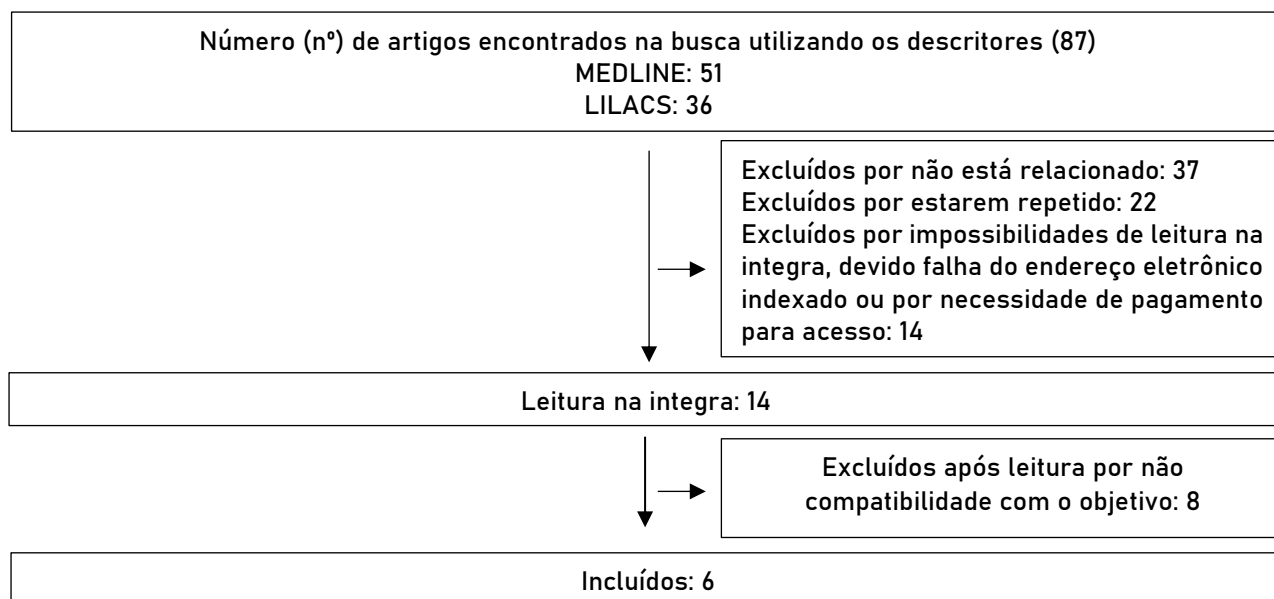 Número (nº) de artigos encontrados na busca utilizando os descritores (87)
MEDLINE: 51
LILACS: 36
Excluídos por não está relacionado: 37
Excluídos por estarem repetido: 22
Excluídos por impossibilidades de leitura na
integra, devido falha do endereço eletrônico
indexado ou por necessidade de pagamento
para acesso: 14
Leitura na integra: 14
Excluídos após leitura por não
compatibilidade com o objetivo: 8
Incluídos: 6